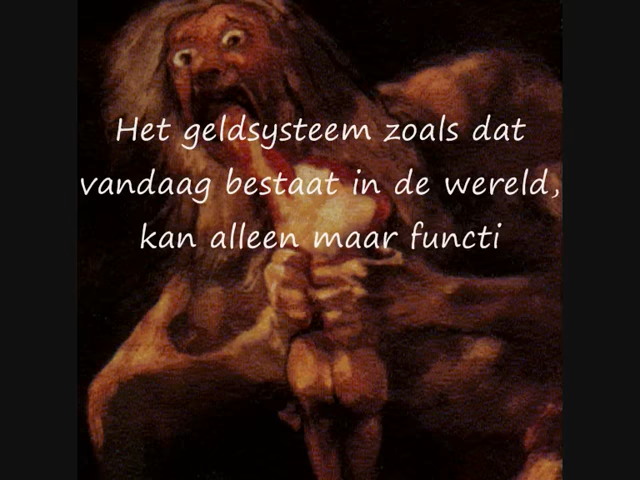 Het geldsysteem zoals dat
vandaag bestaat in de wereld,
kan alleen maar functi